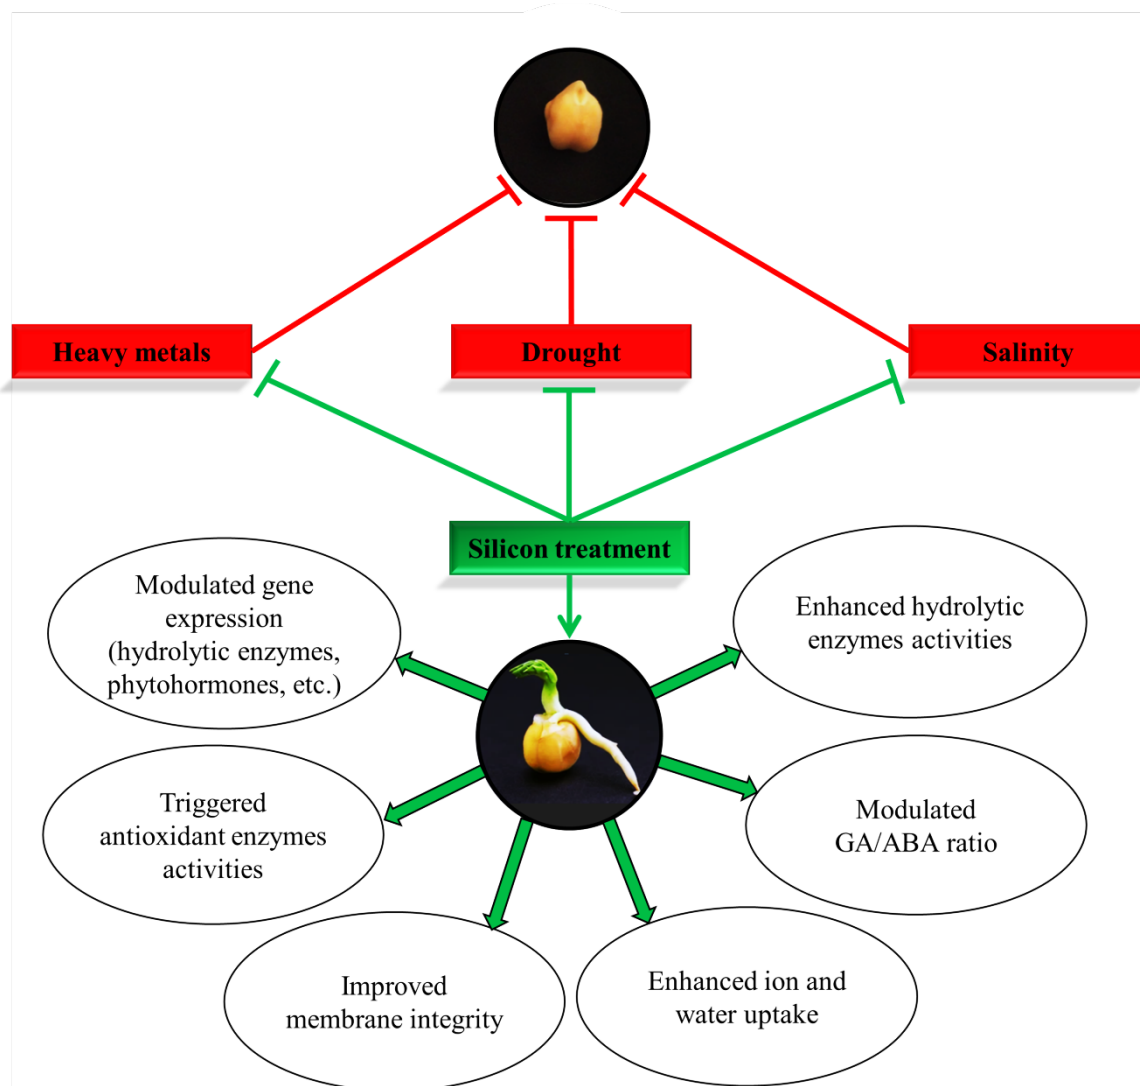 Heavy metals
Drought
Salinity
Silicon treatment
Modulated gene
expression
(hydrolytic enzymes,
phytohormones, etc.)
Enhanced hydrolytic
enzymes activities
Triggered
antioxidant enzymes
activities
Modulated
GA/ABA ratio
Improved
membrane integrity
Enhanced ion and
water uptake